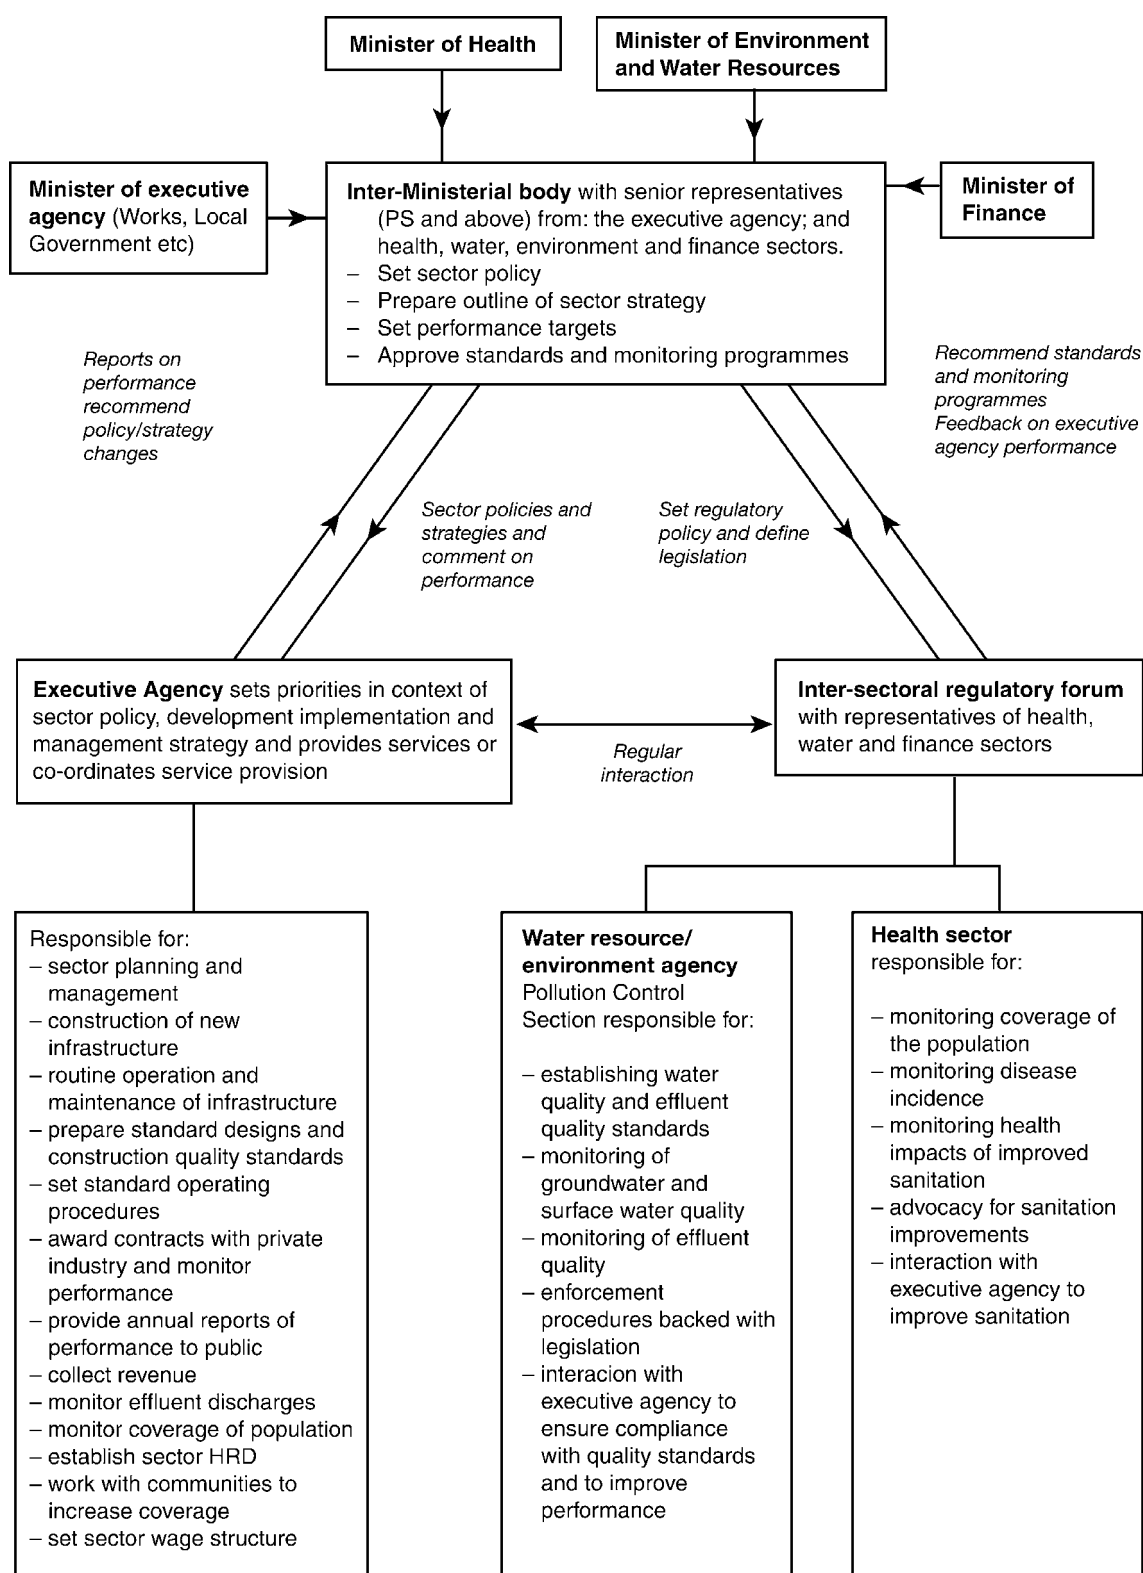 Minister of Health
Minister of Environment
and Water Resources
Minister of executive
agency (Works, Local
Government etc)
Inter-Ministerial body with senior representatives
(PS and above) from: the executive agency; and
health, water, environment and finance sectors.
– Set sector policy
– Prepare outline of sector strategy
– Set performance targets
– Approve standards and monitoring programmes
Minister of
Finance
Reports on
performance
recommend
policy/strategy
changes
Recommend standards
and monitoring
programmes
Feedback on executive
agency performance
Sector policies and
strategies and
comment on
performance
Set regulatory
policy and define
legislation
Executive Agency sets priorities in context of
sector policy, development implementation and
management strategy and provides services or
co-ordinates service provision
Regular
interaction
Inter-sectoral regulatory forum
with representatives of health,
water and finance sectors
Responsible for:
– sector planning and
management
– construction of new
infrastructure
– routine operation and
maintenance of infrastructure
– prepare standard designs and
construction quality standards
– set standard operating
procedures
– award contracts with private
industry and monitor
performance
– provide annual reports of
performance to public
– collect revenue
– monitor effluent discharges
– monitor coverage of population
– establish sector HRD
– work with communities to
increase coverage
– set sector wage structure
Water resource/
environment agency
Pollution Control
Section responsible for:
– establishing water
quality and effluent
quality standards
– monitoring of
groundwater and
surface water quality
– monitoring of effluent
quality
– enforcement
procedures backed with
legislation
– interacion with
executive agency to
ensure compliance
with quality standards
and to improve
performance
Health sector
responsible for:
– monitoring coverage of
the population
– monitoring disease
incidence
– monitoring health
impacts of improved
sanitation
– advocacy for sanitation
improvements
– interaction with
executive agency to
improve sanitation